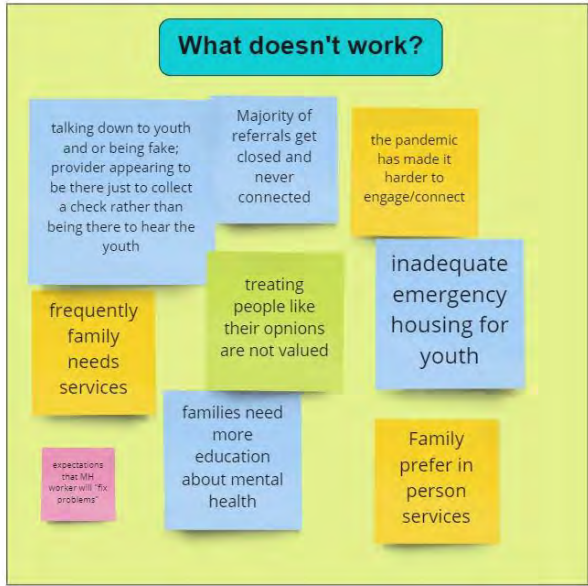 What doesn't work?
talking down to youth
and or being fake;
provider appearing to
be there just to collect
a check rather than
being there to hear the
youth
Majority of
referrals get
closed and
never
connected
the pandemic
has made it
harder to
engage/connect
frequently
family
needs
services
treating
people like
their opnions
are not valued
inadequate
emergency
housing for
youth
expectations
that MH
worker will "fix
problems"
families need
more
education
about mental
health
Family
prefer in
person
services